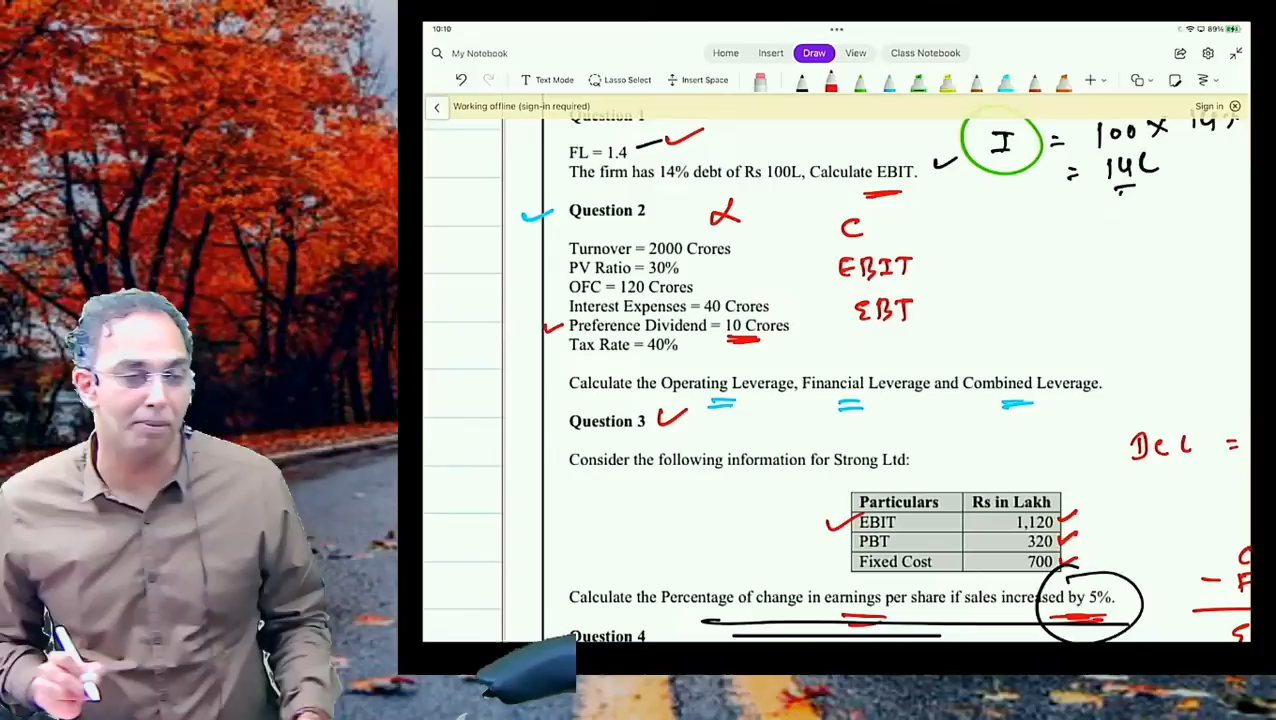 10:10
89%
My Notebook
Home Insert Draw View Class Notebook
Text Mode Lasso Select Insert Space
Working offline (sign-in required) Sign in
Question 1
FL = 1.4
I = 100 × 14%
The firm has 14% debt of Rs 100L, Calculate EBIT.
= 14L
Question 2
Turnover = 2000 Crores
C
PV Ratio = 30%
EBIT
OFC = 120 Crores
Interest Expenses = 40 Crores
EBT
Preference Dividend = 10 Crores
Tax Rate = 40%
Calculate the Operating Leverage, Financial Leverage and Combined Leverage.
Question 3
DCL =
Consider the following information for Strong Ltd:
Particulars Rs in Lakh
EBIT 1,120
PBT 320
Fixed Cost 700
Calculate the Percentage of change in earnings per share if sales increased by 5%.
Question 4